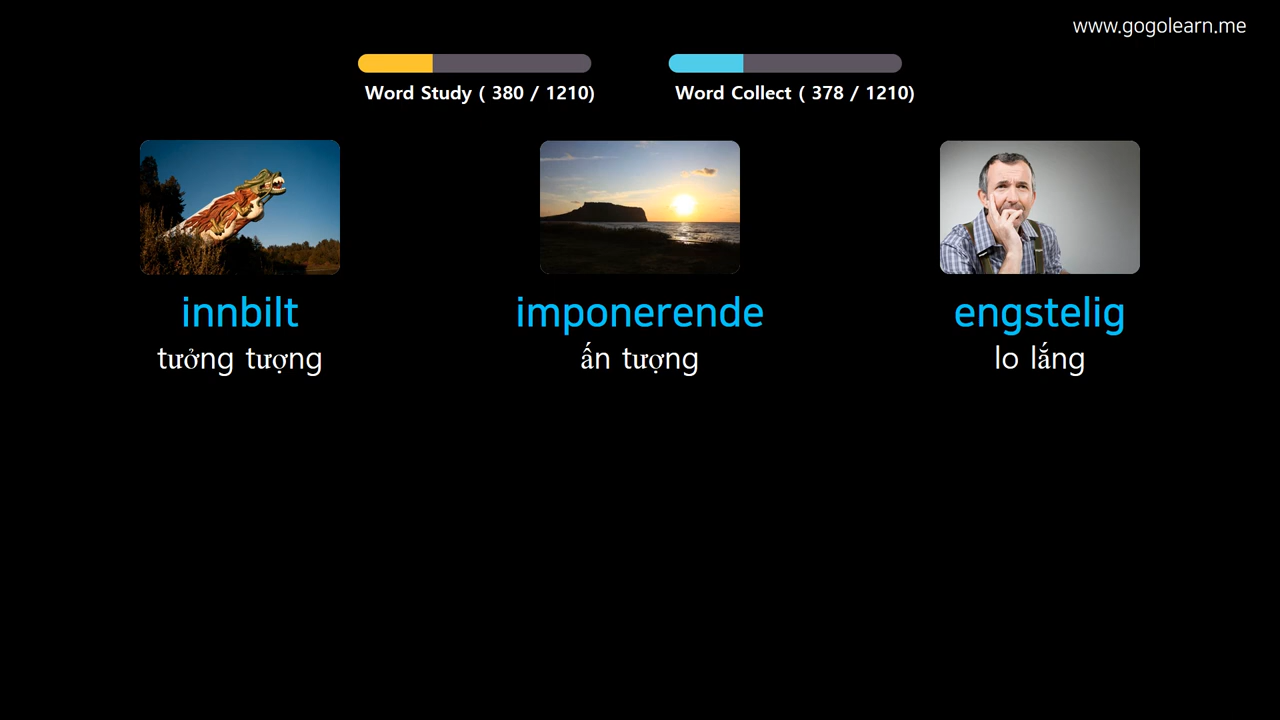 www.gogolearn.me
Word Study ( 380 / 1210)
Word Collect ( 378 / 1210)
innbilt
tưởng tượng
imponerende
ấn tượng
engstelig
lo lắng